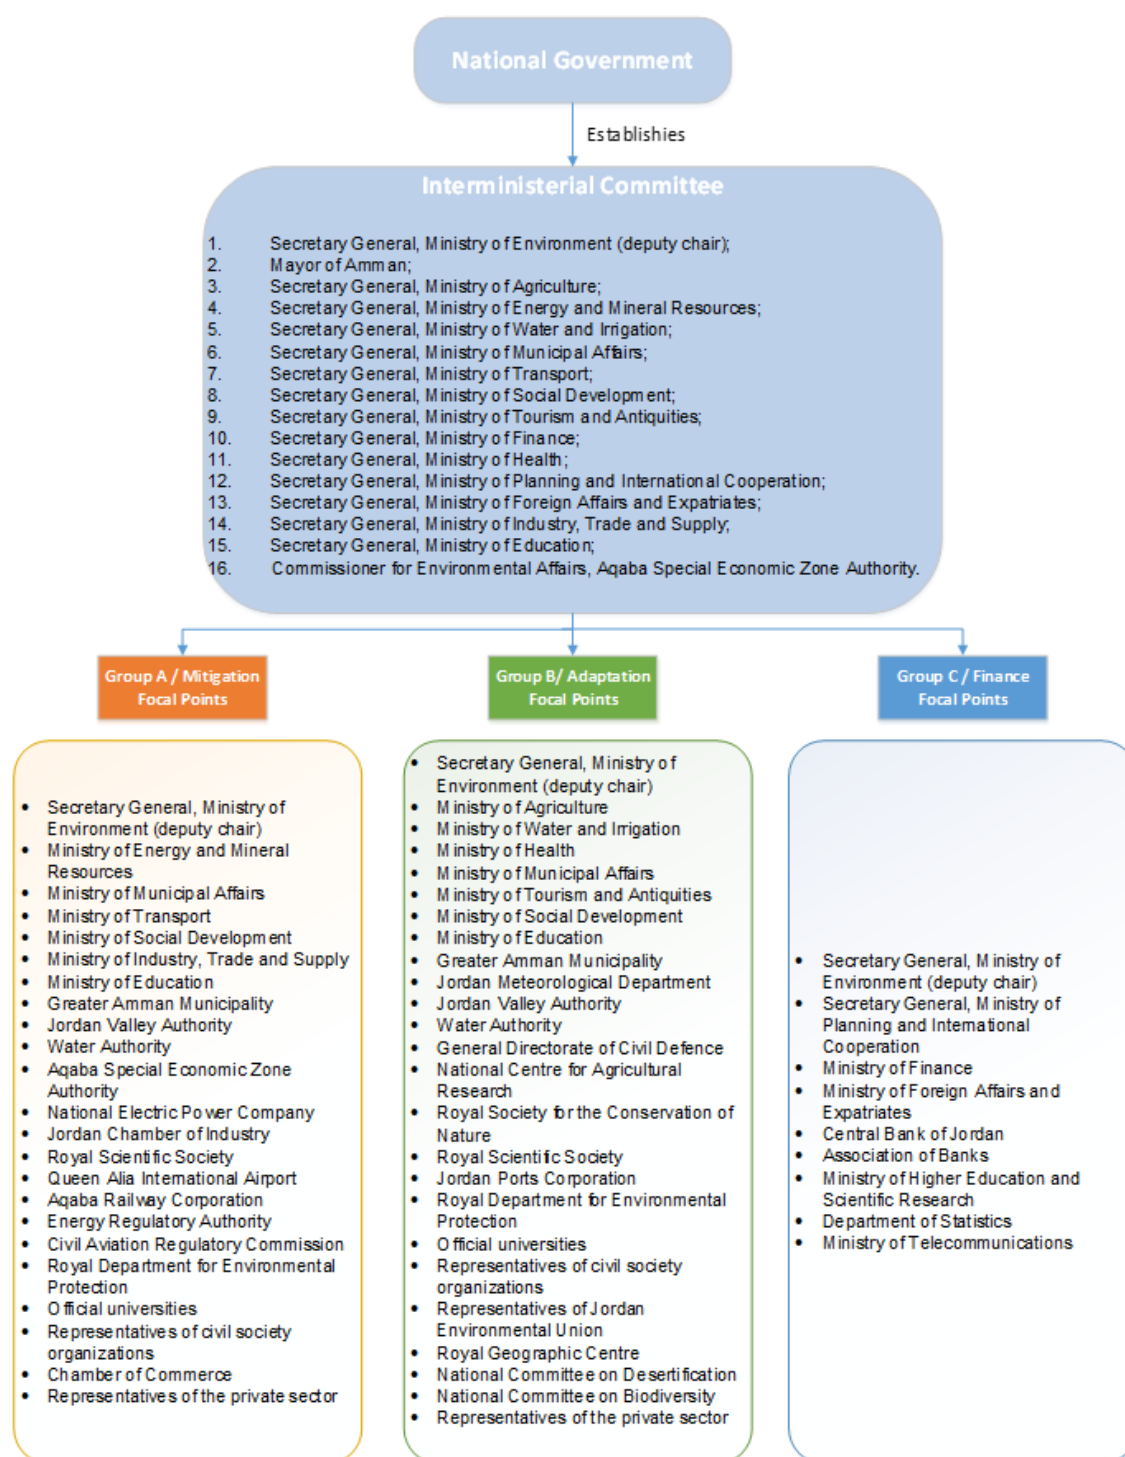 National Government
Establishies
Interministerial Committee
1. Secretary General, Ministry of Environment (deputy chair);
2. Mayor of Amman;
3. Secretary General, Ministry of Agriculture;
4. Secretary General, Ministry of Energy and Mineral Resources;
5. Secretary General, Ministry of Water and Irrigation;
6. Secretary General, Ministry of Municipal Affairs;
7. Secretary General, Ministry of Transport;
8. Secretary General, Ministry of Social Development;
9. Secretary General, Ministry of Tourism and Antiquities;
10. Secretary General, Ministry of Finance;
11. Secretary General, Ministry of Health;
12. Secretary General, Ministry of Planning and International Cooperation;
13. Secretary General, Ministry of Foreign Affairs and Expatriates;
14. Secretary General, Ministry of Industry, Trade and Supply;
15. Secretary General, Ministry of Education;
16. Commissioner for Environmental Affairs, Aqaba Special Economic Zone Authority.
Group A / Mitigation
Focal Points
• Secretary General, Ministry of
Environment (deputy chair)
• Ministry of Energy and Mineral
Resources
• Ministry of Municipal Affairs
• Ministry of Transport
• Ministry of Social Development
• Ministry of Industry, Trade and Supply
• Ministry of Education
• Greater Amman Municipality
• Jordan Valley Authority
• Water Authority
• Aqaba Special Economic Zone
Authority
• National Electric Power Company
• Jordan Chamber of Industry
• Royal Scientific Society
• Queen Alia International Airport
• Aqaba Railway Corporation
• Energy Regulatory Authority
• Civil Aviation Regulatory Commission
• Royal Department for Environmental
Protection
• Official universities
• Representatives of civil society
organizations
• Chamber of Commerce
• Representatives of the private sector
Group B/ Adaptation
Focal Points
• Secretary General, Ministry of
Environment (deputy chair)
• Ministry of Agriculture
• Ministry of Water and Irrigation
• Ministry of Health
• Ministry of Municipal Affairs
• Ministry of Tourism and Antiquities
• Ministry of Social Development
• Ministry of Education
• Greater Amman Municipality
• Jordan Meteorological Department
• Jordan Valley Authority
• Water Authority
• General Directorate of Civil Defence
• National Centre for Agricultural
Research
• Royal Society for the Conservation of
Nature
• Royal Scientific Society
• Jordan Ports Corporation
• Royal Department for Environmental
Protection
• Official universities
• Representatives of civil society
organizations
• Representatives of Jordan
Environmental Union
• Royal Geographic Centre
• National Committee on Desertification
• National Committee on Biodiversity
• Representatives of the private sector
Group C / Finance
Focal Points
• Secretary General, Ministry of
Environment (deputy chair)
• Secretary General, Ministry of
Planning and International
Cooperation
• Ministry of Finance
• Ministry of Foreign Affairs and
Expatriates
• Central Bank of Jordan
• Association of Banks
• Ministry of Higher Education and
Scientific Research
• Department of Statistics
• Ministry of Telecommunications